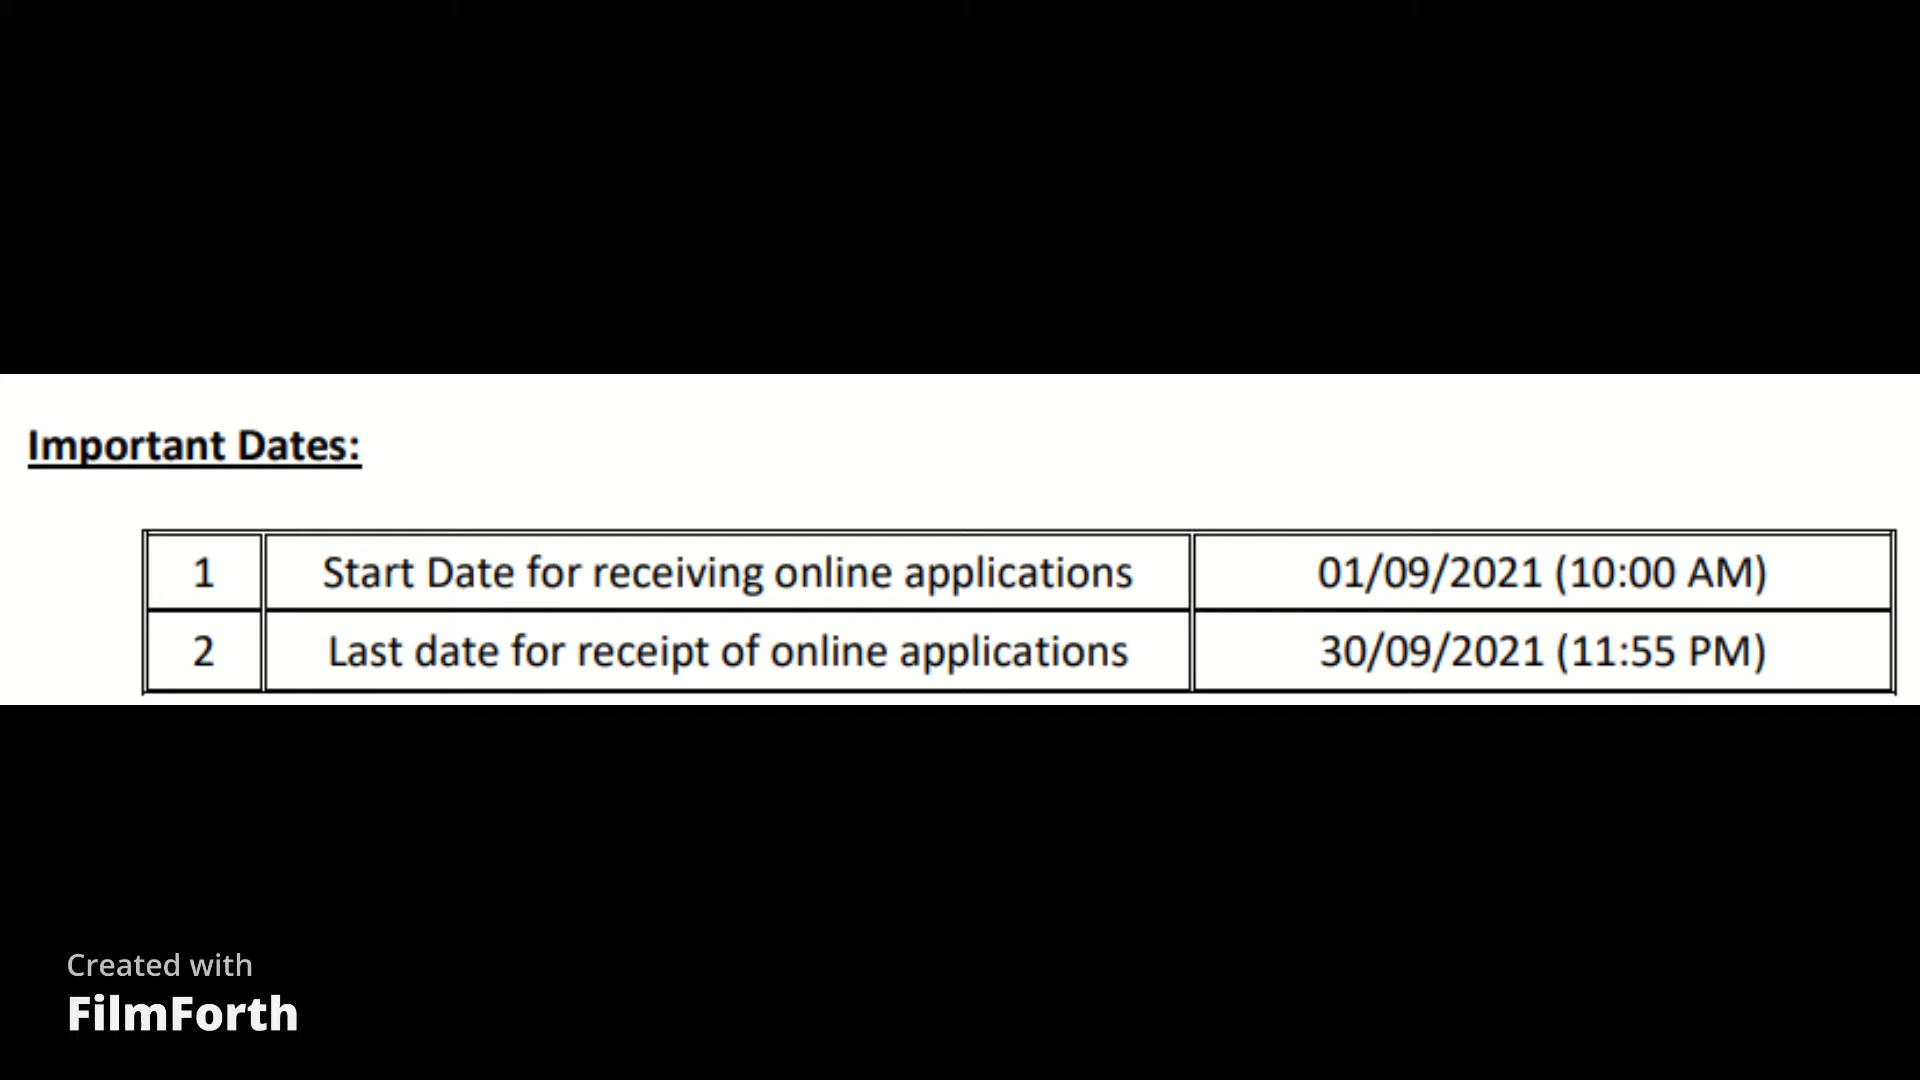 Important Dates:
1 Start Date for receiving online applications 01/09/2021 (10:00 AM)
2 Last date for receipt of online applications 30/09/2021 (11:55 PM)
Created with
FilmForth